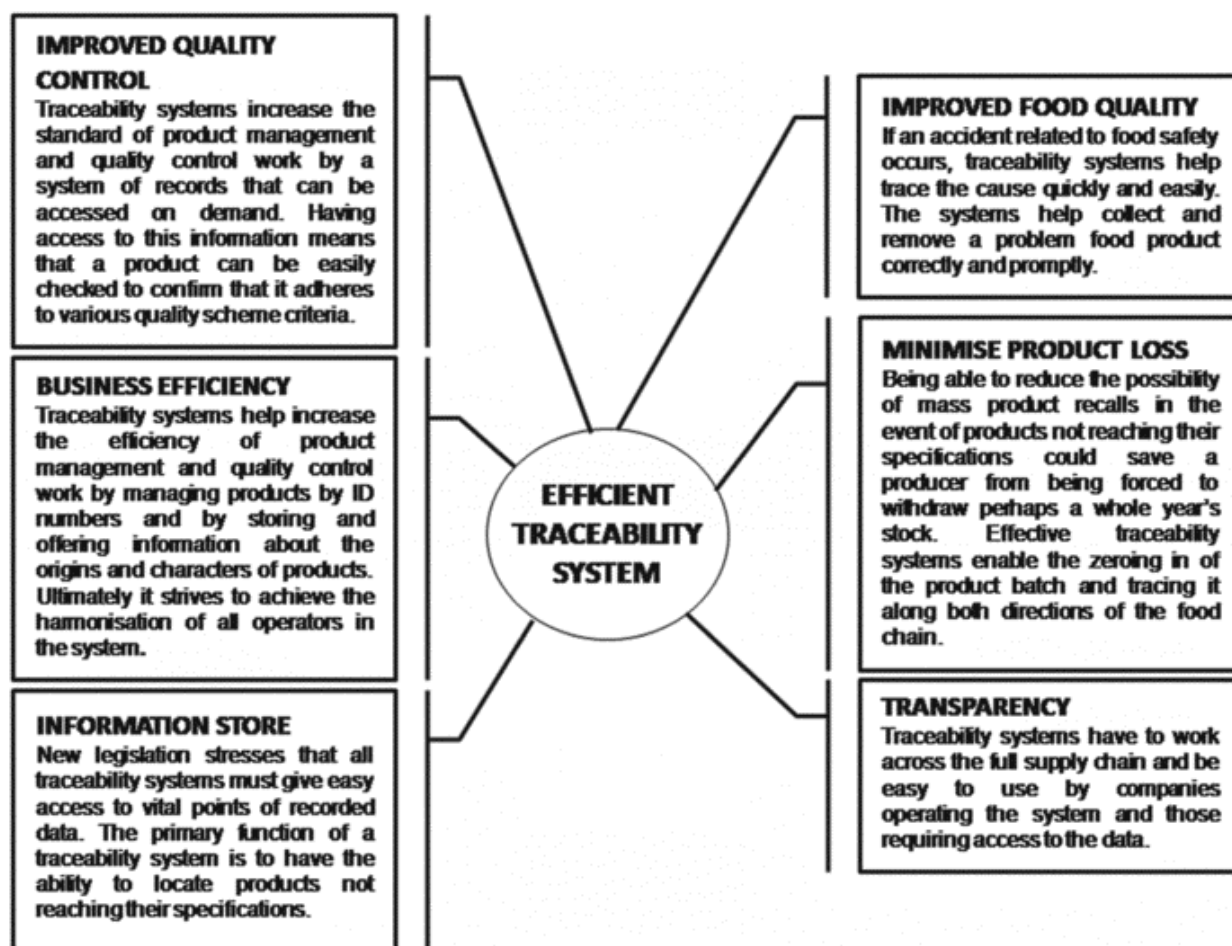 IMPROVED QUALITY
CONTROL
Traceability systems increase the
standard of product management
and quality control work by a
system of records that can be
accessed on demand. Having
access to this information means
that a product can be easily
checked to confirm that it adheres
to various quality scheme criteria.
BUSINESS EFFICIENCY
Traceability systems help increase
the efficiency of product
management and quality control
work by managing products by ID
numbers and by storing and
offering information about the
origins and characters of products.
Ultimately it strives to achieve the
harmonisation of all operators in
the system.
INFORMATION STORE
New legislation stresses that all
traceability systems must give easy
access to vital points of recorded
data. The primary function of a
traceability system is to have the
ability to locate products not
reaching their specifications.
EFFICIENT
TRACEABILITY
SYSTEM
IMPROVED FOOD QUALITY
If an accident related to food safety
occurs, traceability systems help
trace the cause quickly and easily.
The systems help collect and
remove a problem food product
correctly and promptly.
MINIMISE PRODUCT LOSS
Being able to reduce the possibility
of mass product recalls in the
event of products not reaching their
specifications could save a
producer from being forced to
withdraw perhaps a whole year's
stock. Effective traceability
systems enable the zeroing in of
the product batch and tracing it
along both directions of the food
chain.
TRANSPARENCY
Traceability systems have to work
across the full supply chain and be
easy to use by companies
operating the system and those
requiring access to the data.